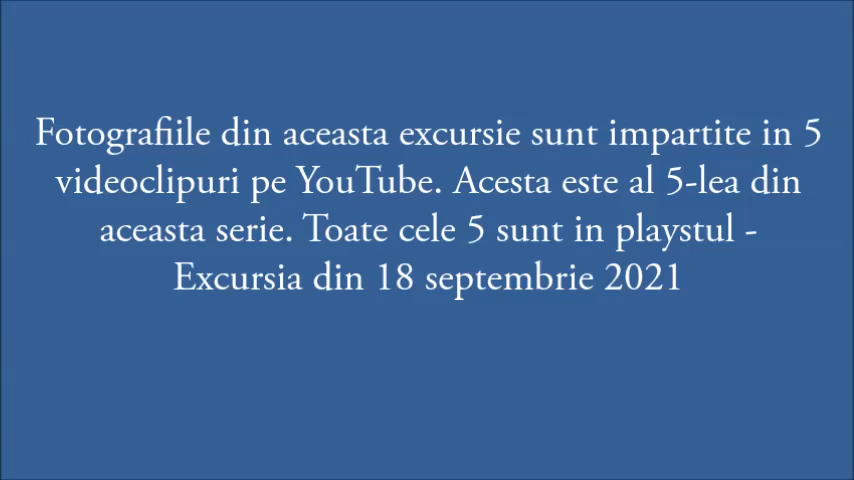 Fotografiile din aceasta excursie sunt impartite in 5
videoclipuri pe YouTube. Acesta este al 5-lea din
aceasta serie. Toate cele 5 sunt in playstul -
Excursia din 18 septembrie 2021